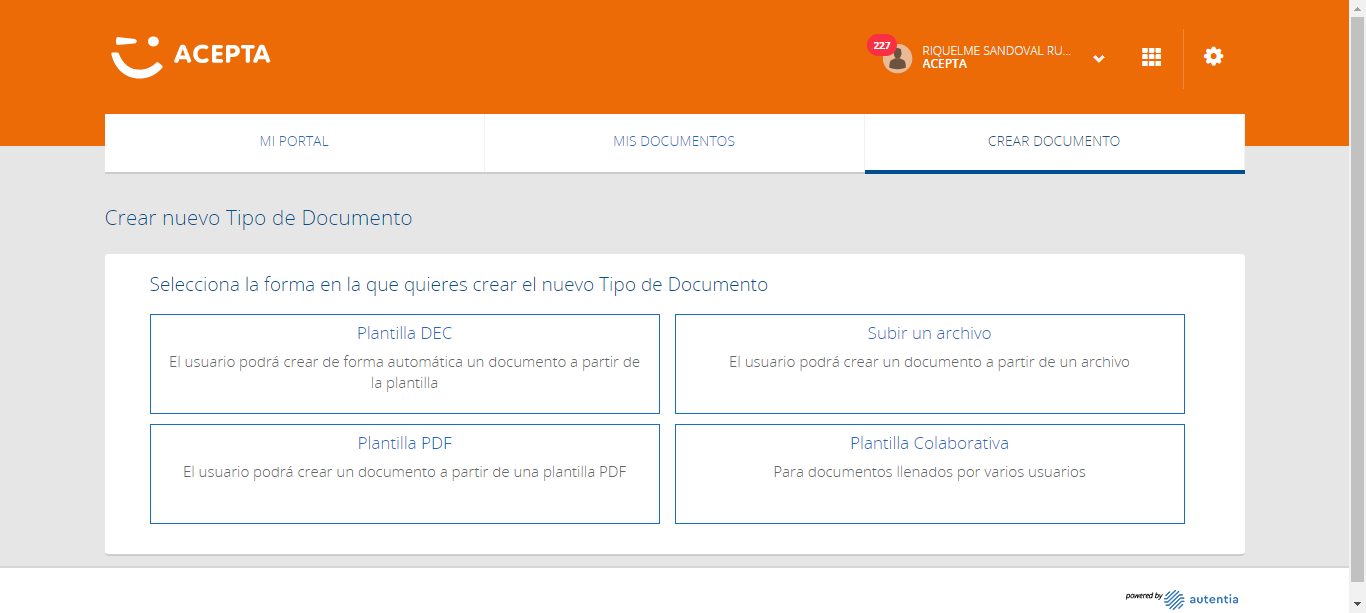 ACEPTA
227
RIQUELME SANDOVAL RU...
ACEPTA
MI PORTAL
MIS DOCUMENTOS
CREAR DOCUMENTO
Crear nuevo Tipo de Documento
Selecciona la forma en la que quieres crear el nuevo Tipo de Documento
Plantilla DEC
El usuario podrá crear de forma automática un documento a partir de
la plantilla
Subir un archivo
El usuario podrá crear un documento a partir de un archivo
Plantilla PDF
El usuario podrá crear un documento a partir de una plantilla PDF
Plantilla Colaborativa
Para documentos llenados por varios usuarios
powered by
autentia